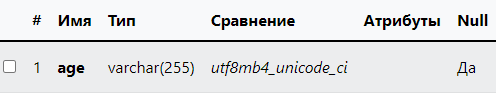 # Имя Тип Сравнение Атрибуты Null
1 age varchar(255) utf8mb4_unicode_ci Да